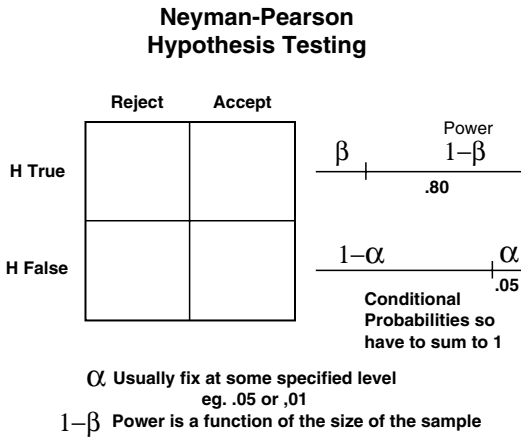 Neyman-Pearson
Hypothesis Testing
Reject Accept
Power
H True β 1−β
.80
H False 1−α α
.05
Conditional
Probabilities so
have to sum to 1
α Usually fix at some specified level
eg. .05 or ,01
1−β Power is a function of the size of the sample